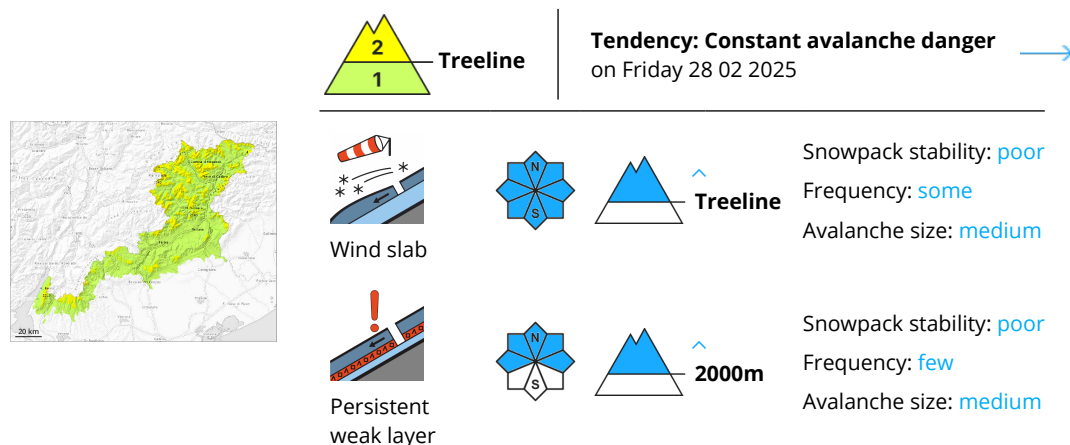 2
Treeline
1
Tendency: Constant avalanche danger
on Friday 28 02 2025
20 km
Wind slab
N
S
Treeline
Snowpack stability: poor
Frequency: some
Avalanche size: medium
Persistent
weak layer
N
S
2000m
Snowpack stability: poor
Frequency: few
Avalanche size: medium